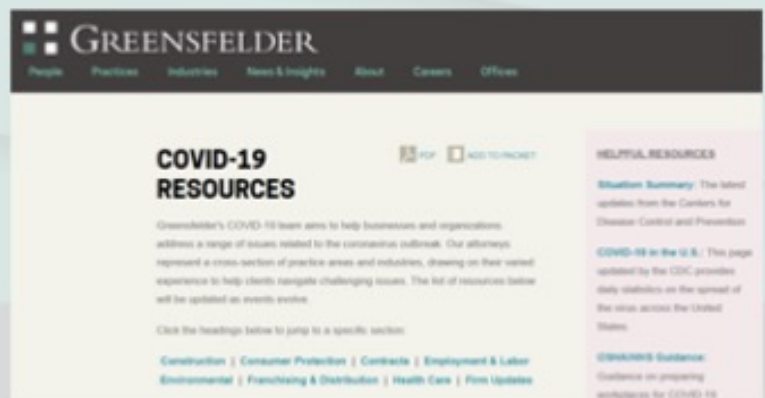 GREENSFELDER
People Practices Industries News & Insights About Careers Offices
COVID-19
RESOURCES
PDF ADD TO PACKET
Greensfelder's COVID-19 team aims to help businesses and organizations
address a range of issues related to the coronavirus outbreak. Our attorneys
represent a cross-section of practice areas and industries, drawing on their varied
experience to help clients navigate challenging issues. The list of resources below
will be updated as events evolve.
Click the headings below to jump to a specific section:
Construction | Consumer Protection | Contracts | Employment & Labor
Environmental | Franchising & Distribution | Health Care | Firm Updates
HELPFUL RESOURCES
Situation Summary: The latest
updates from the Centers for
Disease Control and Prevention
COVID-19 in the U.S.: This page
updated by the CDC provides
daily statistics on the spread of
the virus across the United
States.
OSHA/HHS Guidance:
Guidance on preparing
workplaces for COVID-19